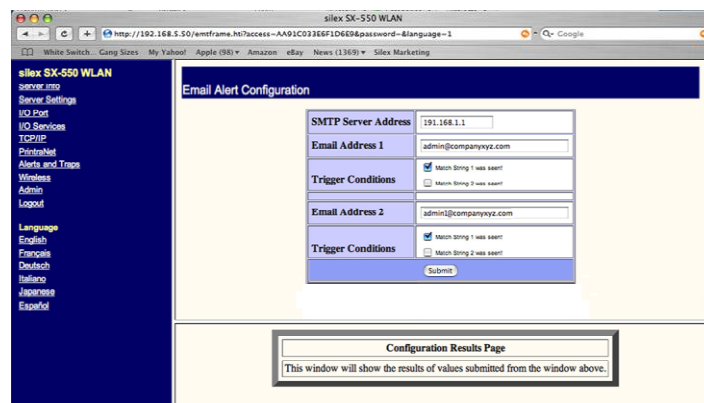 silex SX-550 WLAN
http://192.168.5.50/emtframe.hti?access=AA91C033E6F1D6E9&password=&language=1
Q- Google
White Switch... Gang Sizes My Yahoo! Apple (98) Amazon eBay News (1369) Silex Marketing
silex SX-550 WLAN
Server Info
Server Settings
I/O Port
I/O Services
TCP/IP
PrintraNet
Alerts and Traps
Wireless
Admin
Logout
Language
English
Français
Deutsch
Italiano
Japanese
Español
Email Alert Configuration
SMTP Server Address 191.168.1.1
Email Address 1 admin@companyxyz.com
Trigger Conditions Match String 1 was seen!
Match String 2 was seen!
Email Address 2 admin1@companyxyz.com
Trigger Conditions Match String 1 was seen!
Match String 2 was seen!
Submit
Configuration Results Page
This window will show the results of values submitted from the window above.